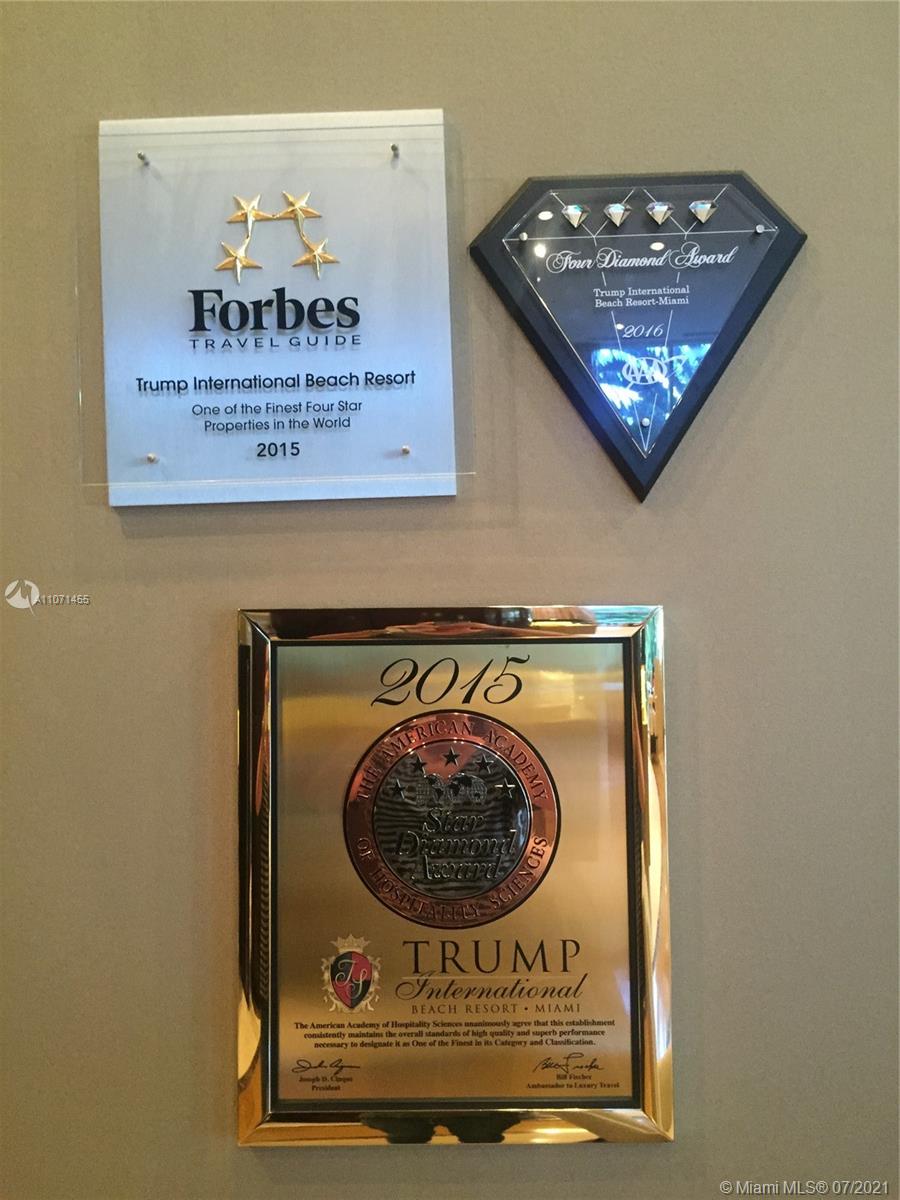 Forbes
TRAVEL GUIDE
Trump International Beach Resort
One of the Finest Four Star
Properties in the World
2015
Four Diamond Award
Trump International
Beach Resort-Miami
2016
AAA
A11071455
2015
THE AMERICAN ACADEMY
OF HOSPITALITY SCIENCES
Star
Diamond
Award
TRUMP
International
BEACH RESORT • MIAMI
The American Academy of Hospitality Sciences unanimously agree that this establishment
consistently maintains the overall standards of high quality and superb performance
necessary to designate it as One of the Finest in its Category and Classification.
Joseph D. Cinque
President
Bill Fischer
Ambassador to Luxury Travel
© Miami MLS® 07/2021